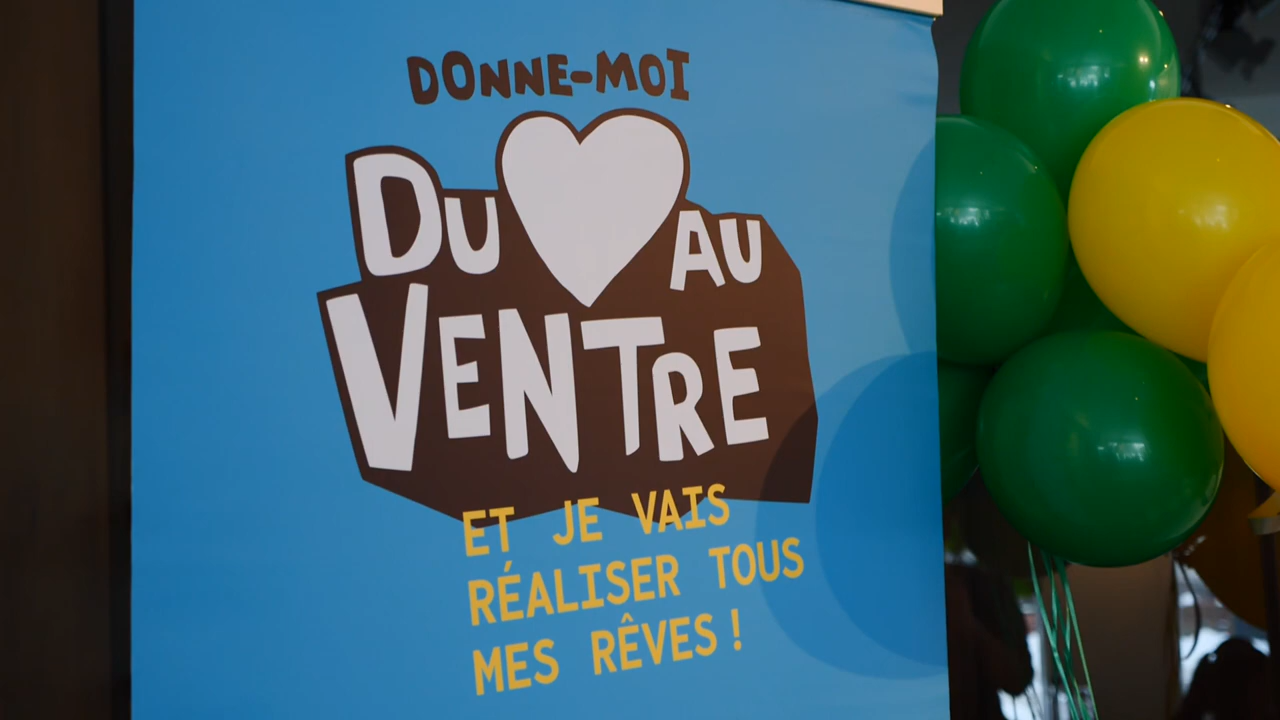 DONNE-MOI
DU AU
VENTRE
ET JE VAIS
RÉALISER TOUS
MES RÊVES !